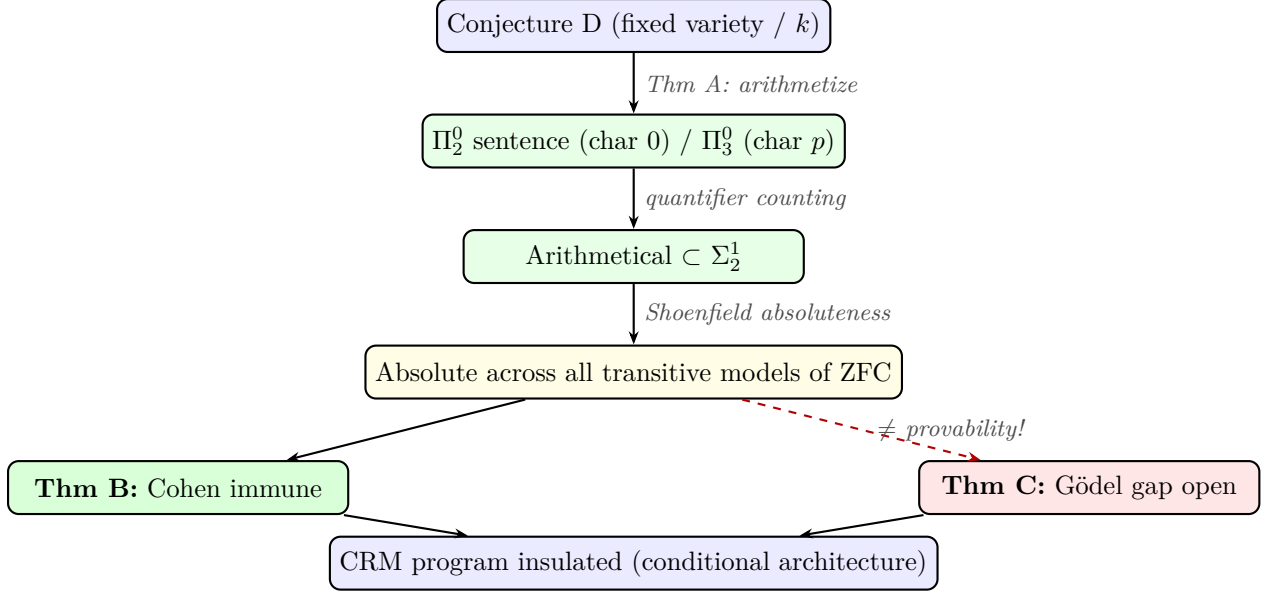 Conjecture D (fixed variety / k)
Thm A: arithmetize
Π⁰₂ sentence (char 0) / Π⁰₃ (char p)
quantifier counting
Arithmetical ⊂ Σ¹₂
Shoenfield absoluteness
Absolute across all transitive models of ZFC
≠ provability!
Thm B: Cohen immune
Thm C: Gödel gap open
CRM program insulated (conditional architecture)